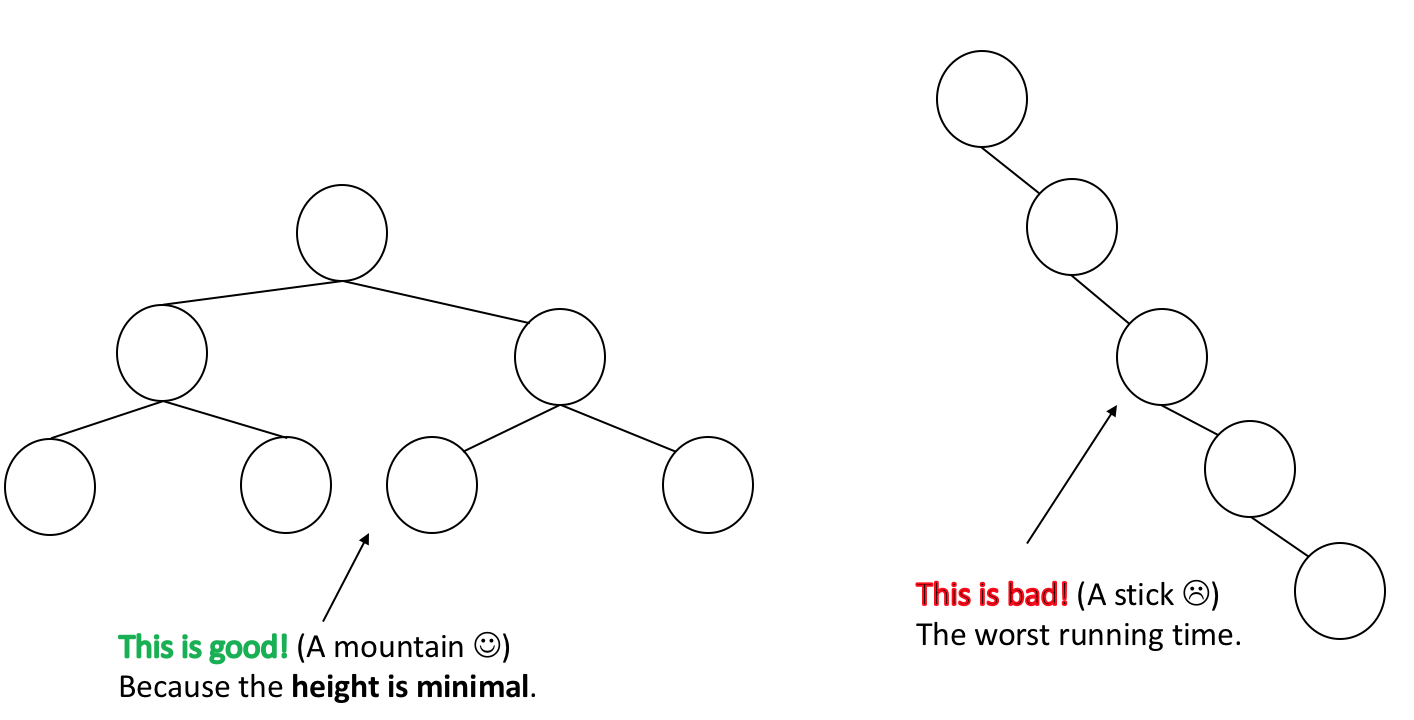 This is good! (A mountain ☺)
Because the height is minimal.
This is bad! (A stick ☹)
The worst running time.